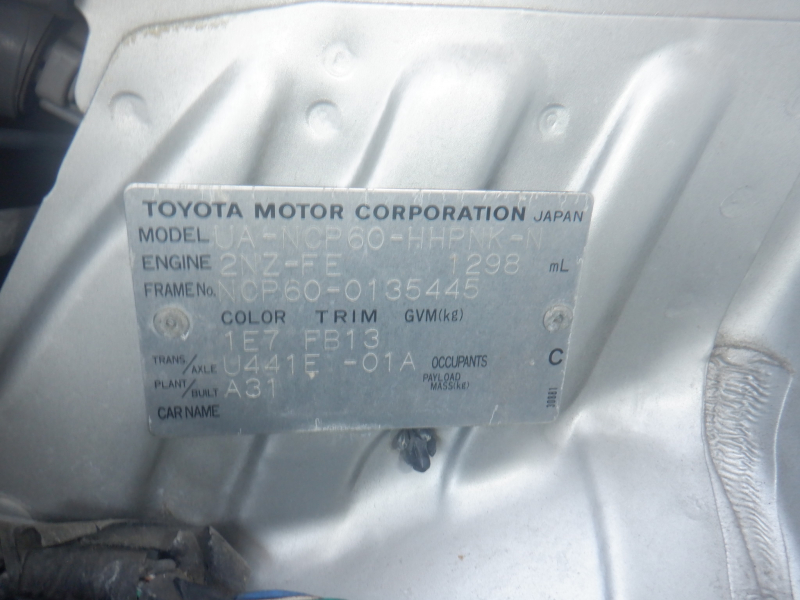 TOYOTA MOTOR CORPORATION JAPAN
MODEL UA-NCP60-HHPNK-N
ENGINE 2NZ-FE 1298 mL
FRAME No. NCP60-0135445
COLOR TRIM GVM(kg)
1E7 FB13
TRANS/AXLE U441E -01A OCCUPANTS C
PLANT/BUILT A31 PAYLOAD MASS(kg)
CAR NAME